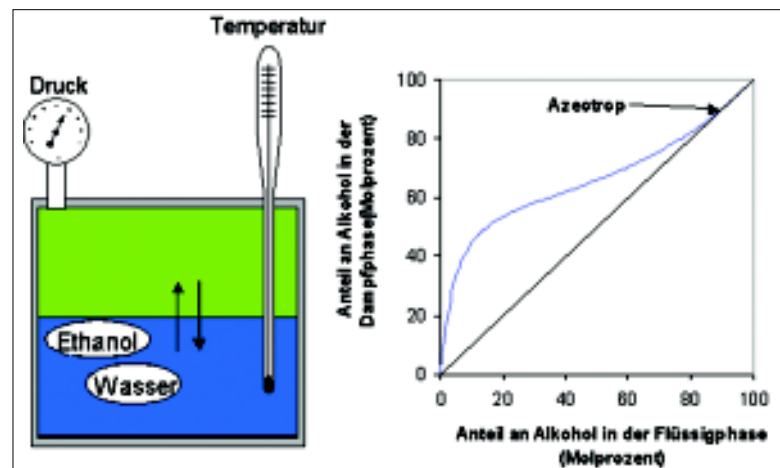 Temperatur
Druck
Ethanol
Wasser
100
80
60
40
20
0
Azeotrop
Anteil an Alkohol in der
Dampfphase(Molprozent)
0 20 40 60 80 100
Anteil an Alkohol in der Flüssigphase
(Molprozent)